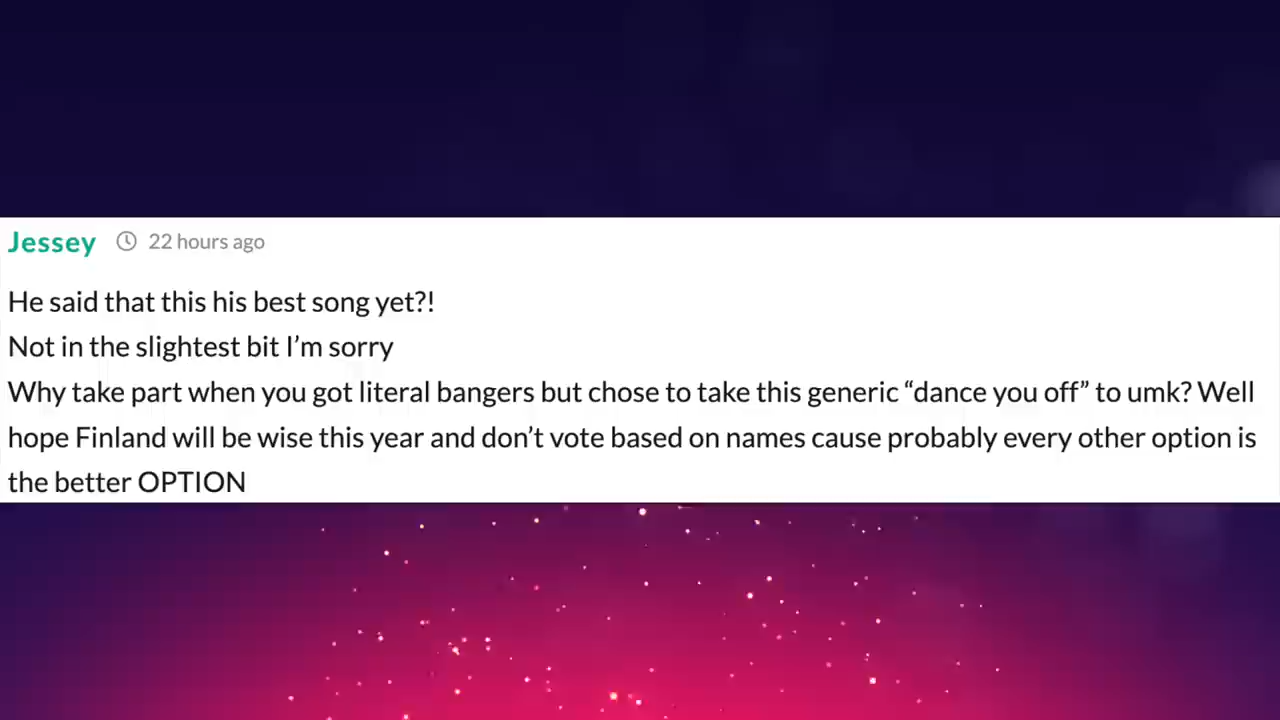 Jessey 22 hours ago
He said that this his best song yet?!
Not in the slightest bit I’m sorry
Why take part when you got literal bangers but chose to take this generic “dance you off” to umk? Well
hope Finland will be wise this year and don’t vote based on names cause probably every other option is
the better OPTION